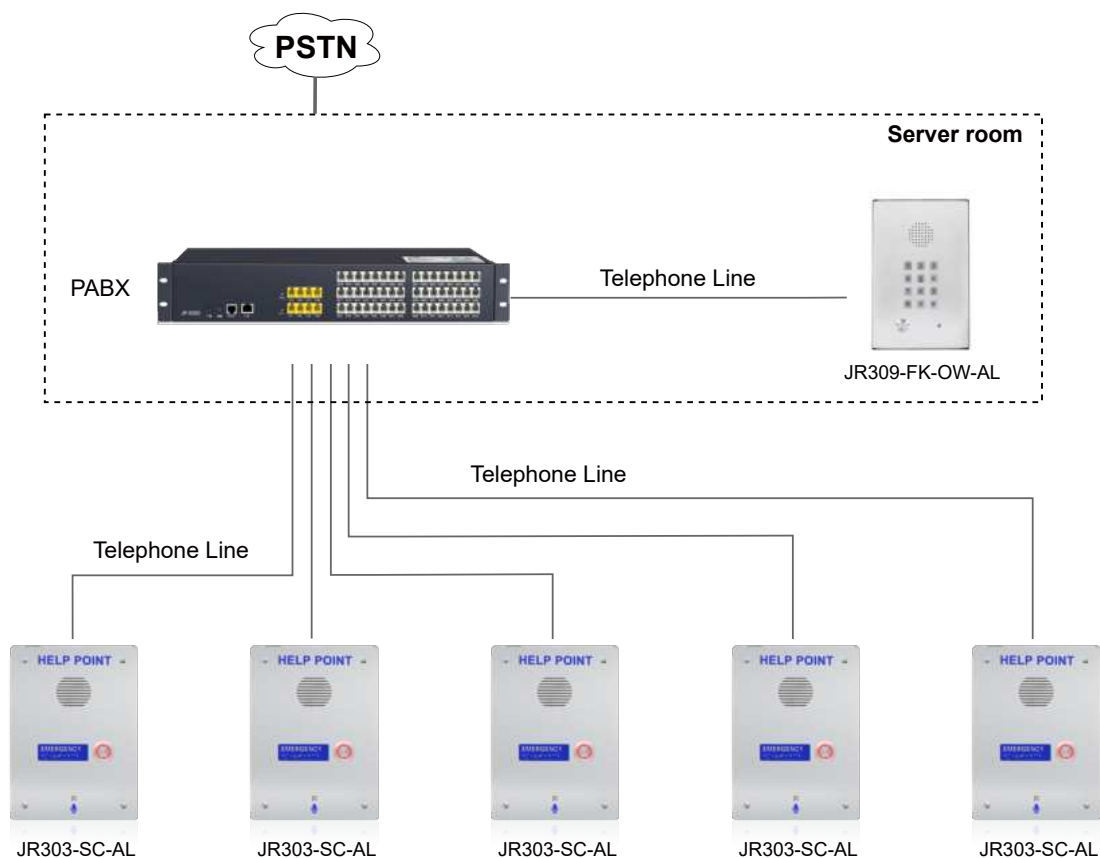 PSTN
Server room
PABX
Telephone Line
JR309-FK-OW-AL
Telephone Line
Telephone Line
HELP POINT
EMERGENCY
HELP POINT
EMERGENCY
HELP POINT
EMERGENCY
HELP POINT
EMERGENCY
HELP POINT
EMERGENCY
JR303-SC-AL
JR303-SC-AL
JR303-SC-AL
JR303-SC-AL
JR303-SC-AL